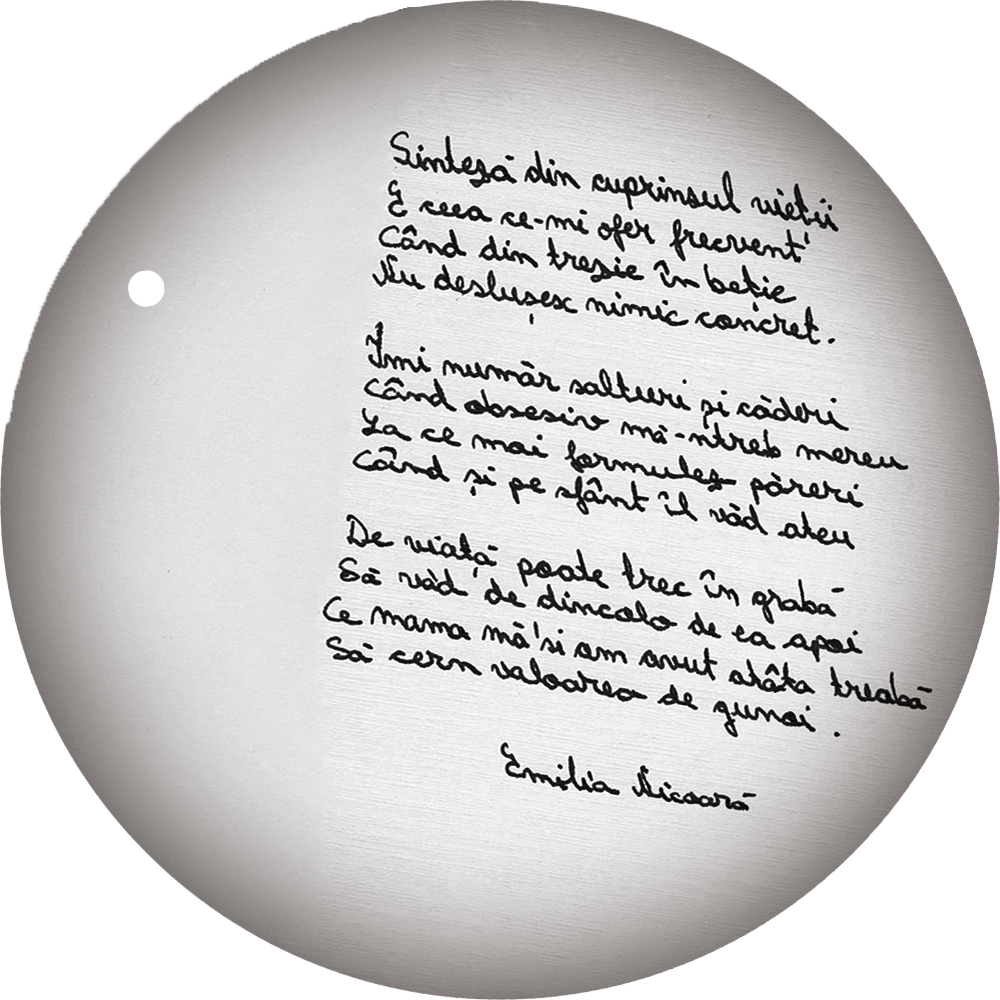 Sinteză din cuprinsul vieții
E ceea ce-mi ofer frecvent
Când din trezie în beție
Nu deslușesc nimic concret.
Îmi număr salturi și căderi
Când obsesiv mă-ntreb mereu
La ce mai formulez păreri
Când și pe sfânt îl văd ateu
De viață poate trec în grabă
Să văd de dincolo de ea apoi
Ce mama mă'si am avut atâta treabă
Să cern valoarea de gunoi.
Emilia Nicoară